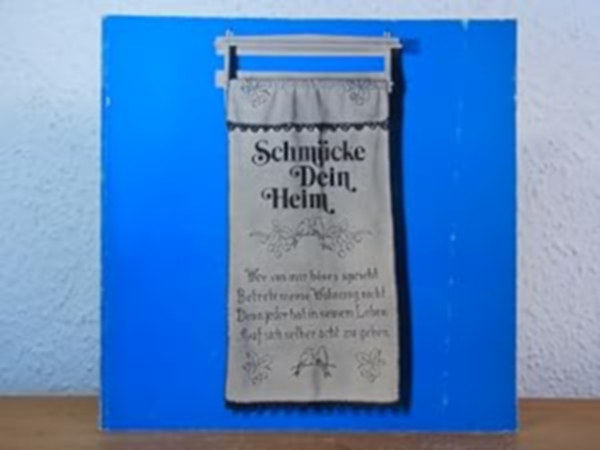 Schmücke
Dein
Heim
Wer von mir böses spricht
Betrete meine Wohnung nicht
Denn jeder hat in seinem Leben
Auf sich selber acht zu geben